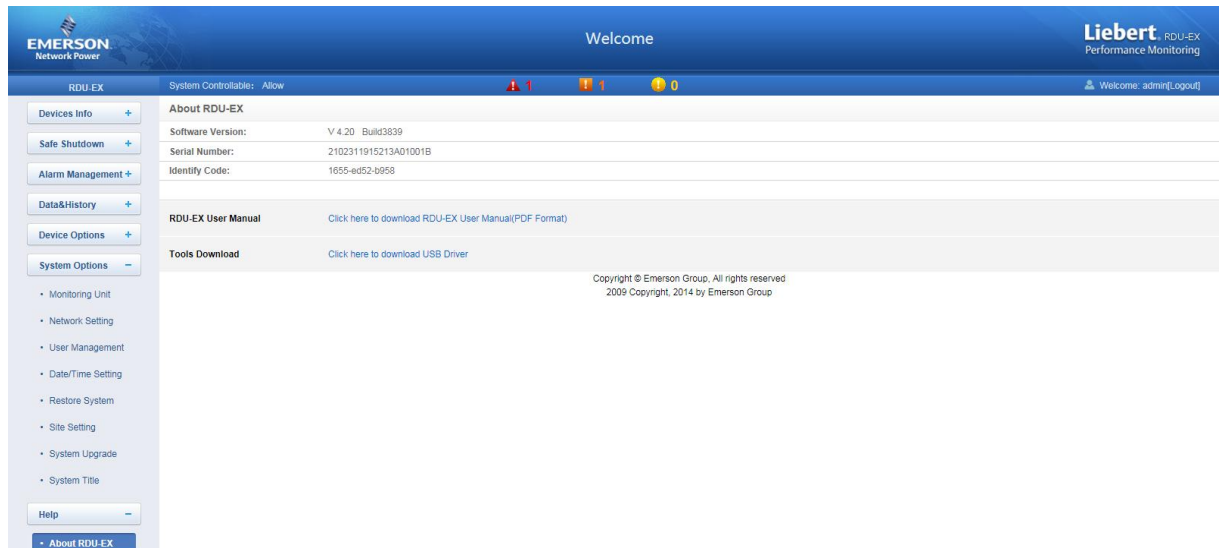 EMERSON
Network Power
Welcome
Liebert® RDU-EX
Performance Monitoring
RDU-EX
System Controllable: Allow
1
1
0
Welcome: admin[Logout]
Devices Info +
Safe Shutdown +
Alarm Management +
Data&History +
Device Options +
System Options −
• Monitoring Unit
• Network Setting
• User Management
• Date/Time Setting
• Restore System
• Site Setting
• System Upgrade
• System Title
Help −
• About RDU-EX
About RDU-EX
Software Version: V 4.20 Build3839
Serial Number: 2102311915213A01001B
Identify Code: 1655-ed52-b958
RDU-EX User Manual Click here to download RDU-EX User Manual(PDF Format)
Tools Download Click here to download USB Driver
Copyright © Emerson Group, All rights reserved
2009 Copyright, 2014 by Emerson Group